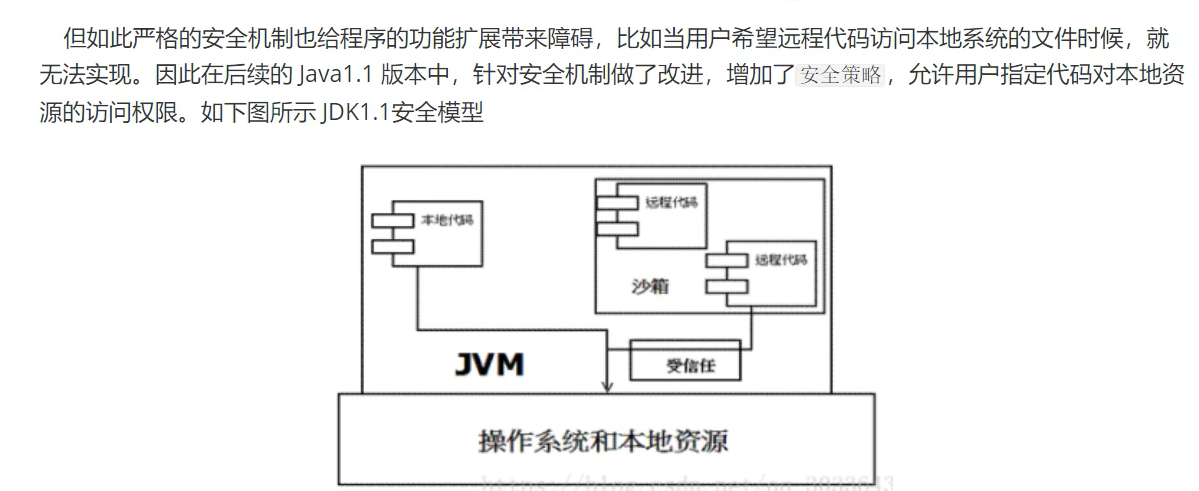 但如此严格的安全机制也给程序的功能扩展带来障碍，比如当用户希望远程代码访问本地系统的文件时候，就
无法实现。因此在后续的 Java1.1 版本中，针对安全机制做了改进，增加了安全策略，允许用户指定代码对本地资
源的访问权限。如下图所示 JDK1.1安全模型
本地代码
远程代码
远程代码
沙箱
JVM
受信任
操作系统和本地资源